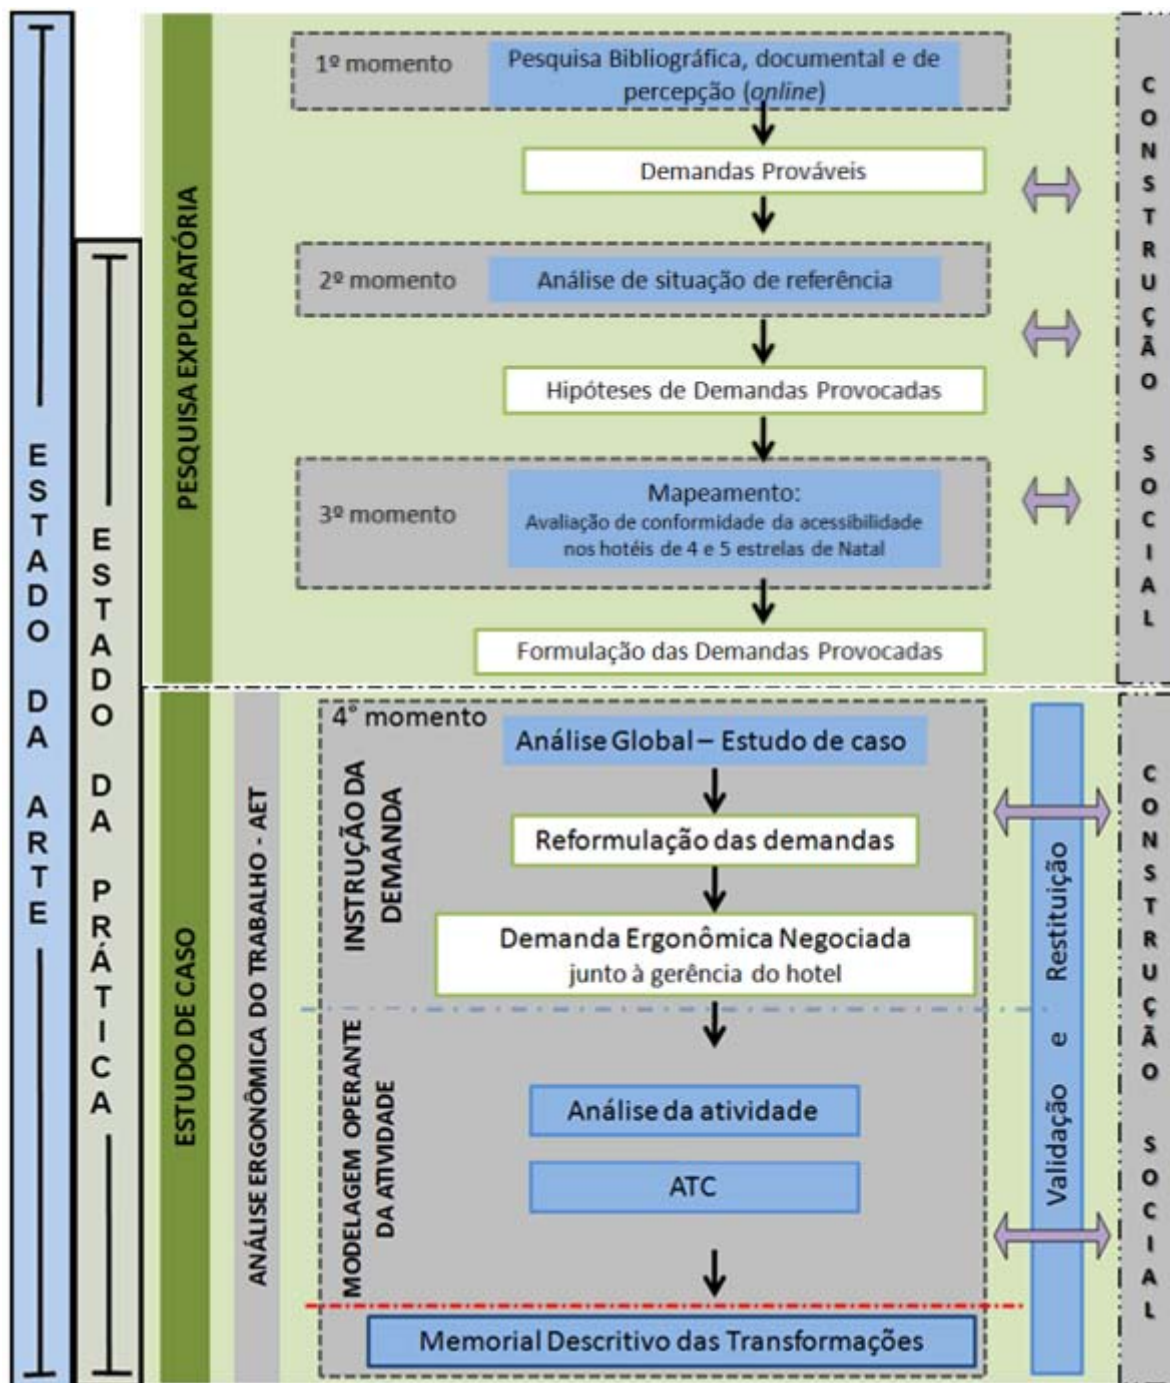 ESTADO DA ARTE
ESTADO DA PRÁTICA
PESQUISA EXPLORATÓRIA
1º momento
Pesquisa Bibliográfica, documental e de
percepção (online)
Demandas Prováveis
2º momento
Análise de situação de referência
Hipóteses de Demandas Provocadas
3º momento
Mapeamento:
Avaliação de conformidade da acessibilidade
nos hotéis de 4 e 5 estrelas de Natal
Formulação das Demandas Provocadas
CONSTRUÇÃO SOCIAL
ESTUDO DE CASO
ANÁLISE ERGONÔMICA DO TRABALHO - AET
4° momento
INSTRUÇÃO DA
DEMANDA
Análise Global – Estudo de caso
Reformulação das demandas
Demanda Ergonômica Negociada
junto à gerência do hotel
MODELAGEM OPERANTE
DA ATIVIDADE
Análise da atividade
ATC
Memorial Descritivo das Transformações
Validação e Restituição
CONSTRUÇÃO SOCIAL